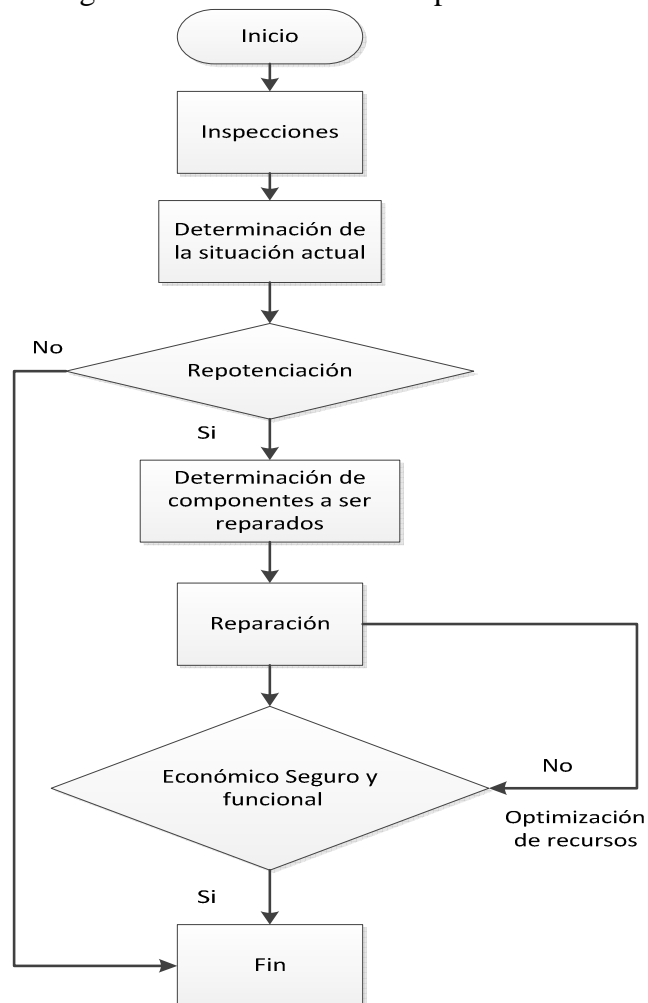 Inicio
Inspecciones
Determinación de
la situación actual
No
Repotenciación
Si
Determinación de
componentes a ser
reparados
Reparación
Económico Seguro y
funcional
No
Optimización
de recursos
Si
Fin